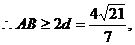 ∴ AB ≥ 2d = 4√21/7,